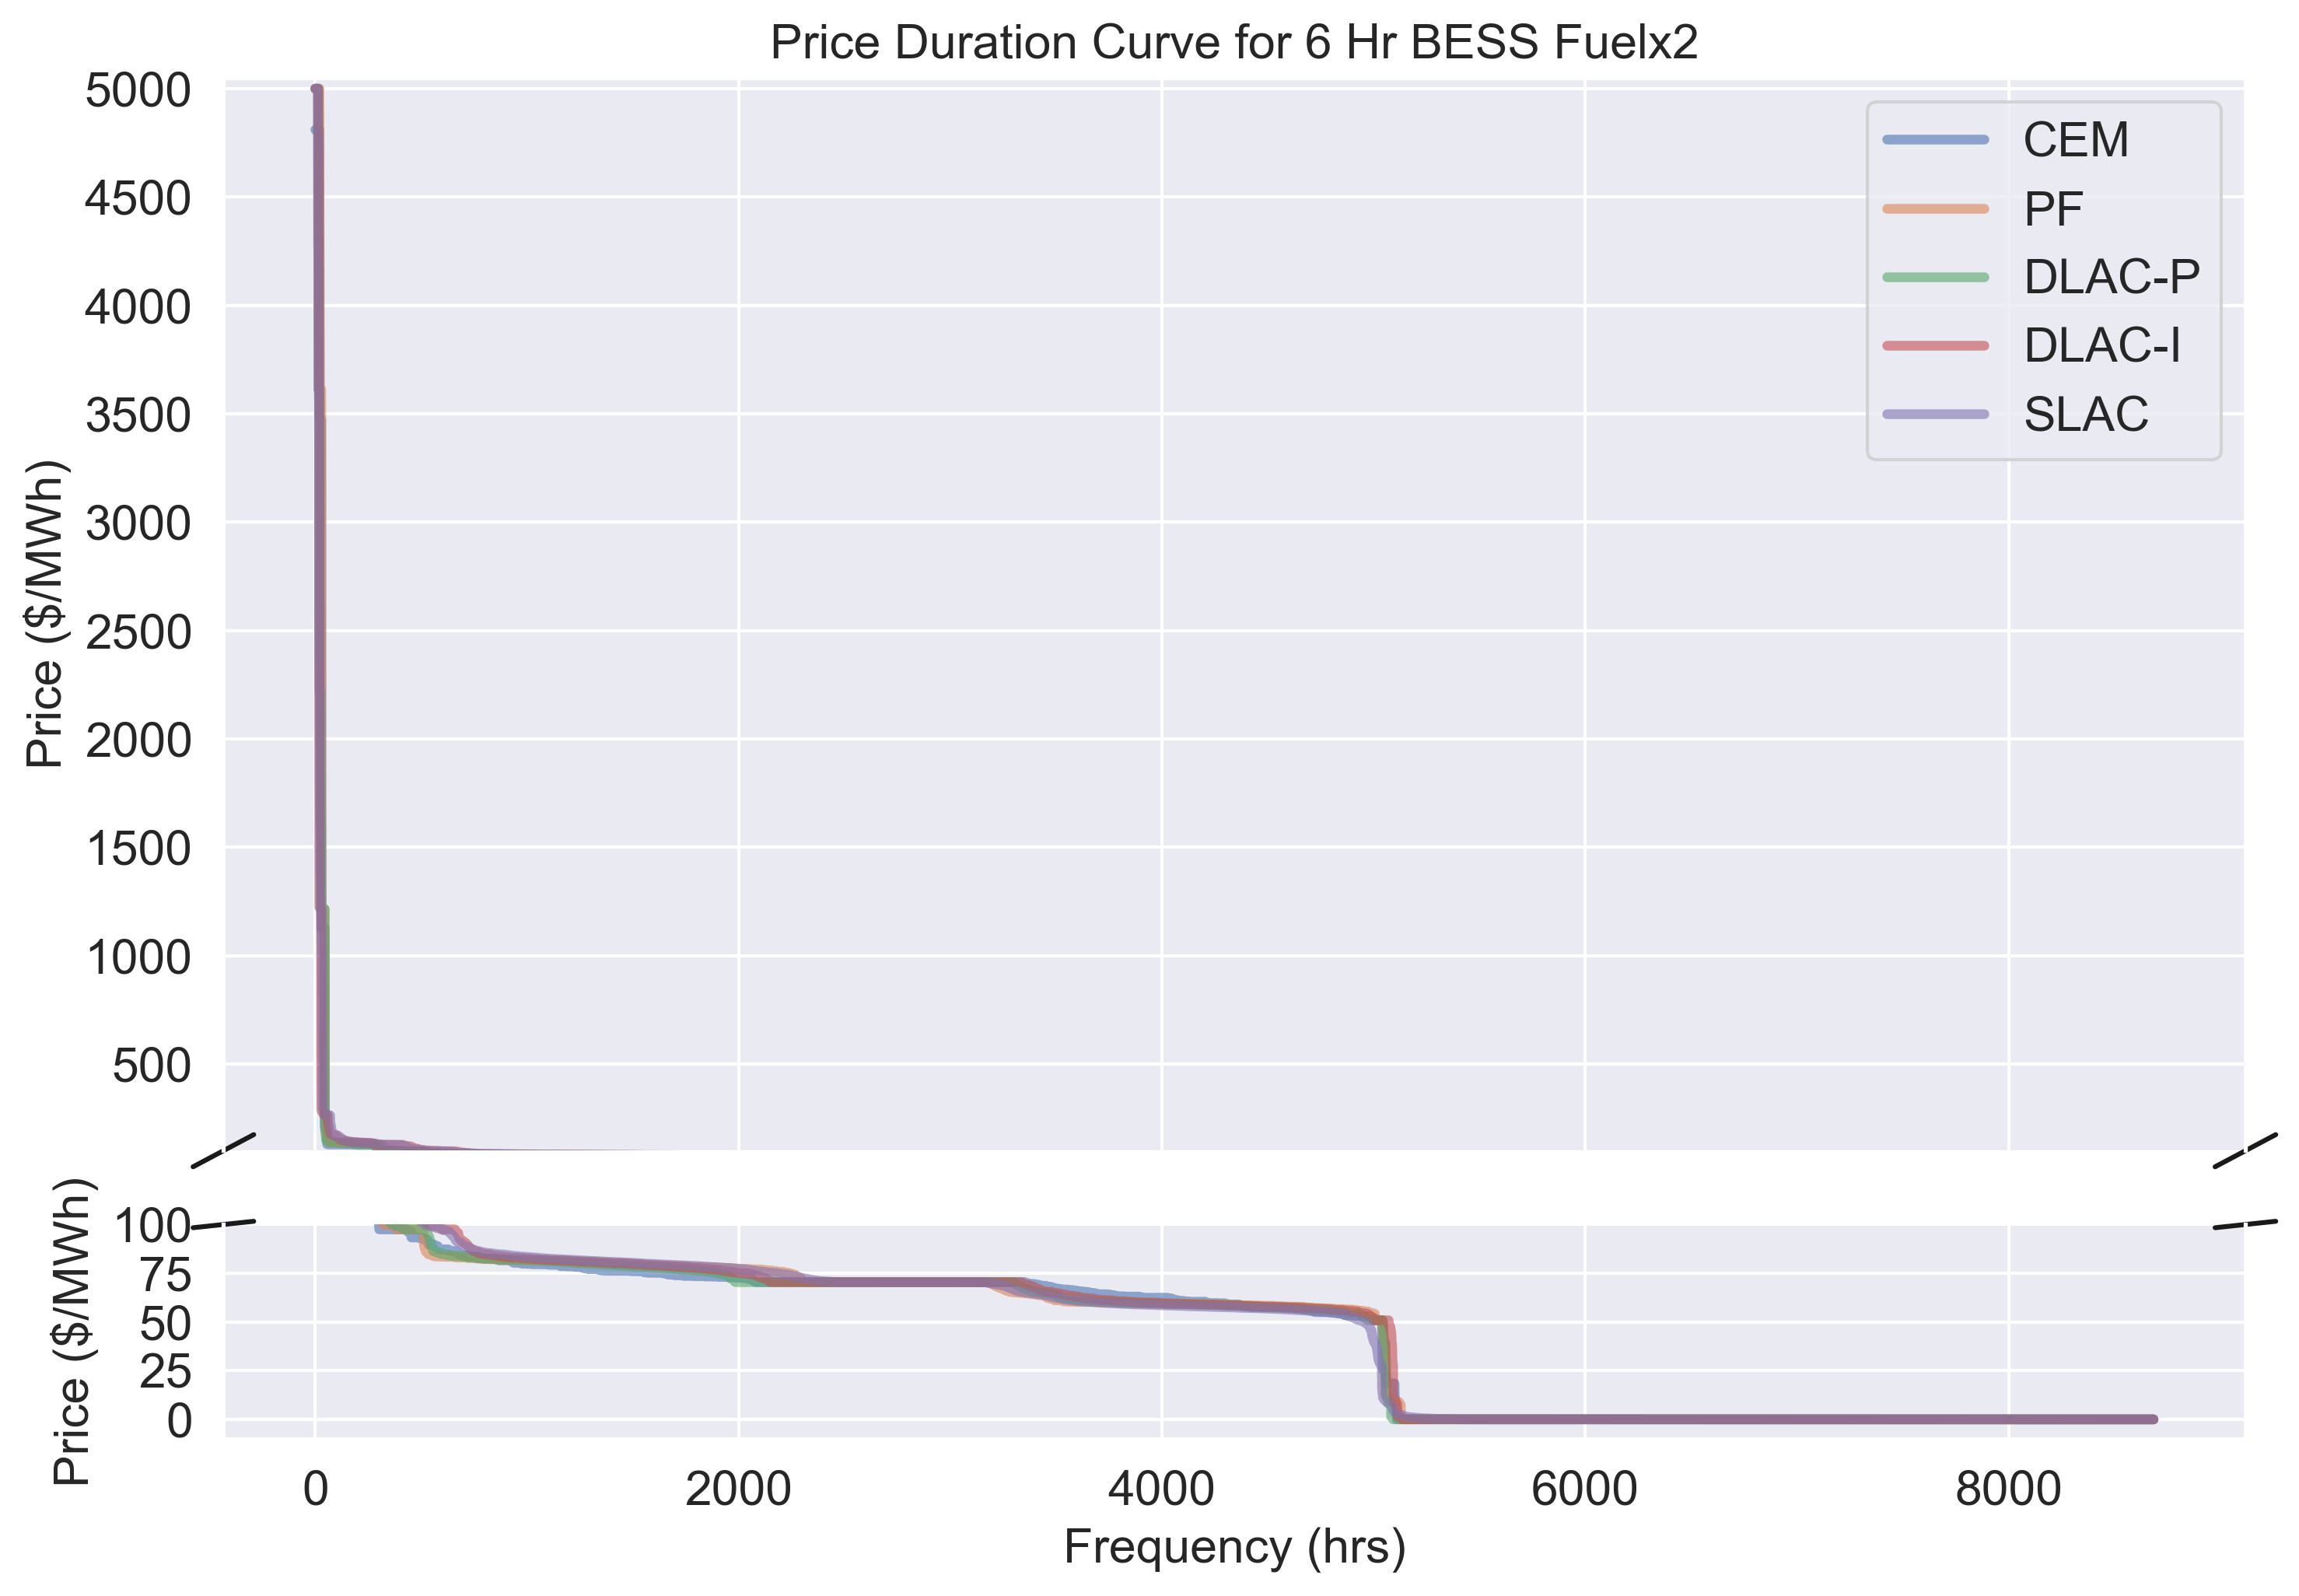 Price Duration Curve for 6 Hr BESS Fuelx2
5000
4500
4000
3500
3000
2500
2000
1500
1000
500
Price ($/MWh)
CEM
PF
DLAC-P
DLAC-I
SLAC
100
75
50
25
0
Price ($/MWh)
0 2000 4000 6000 8000
Frequency (hrs)